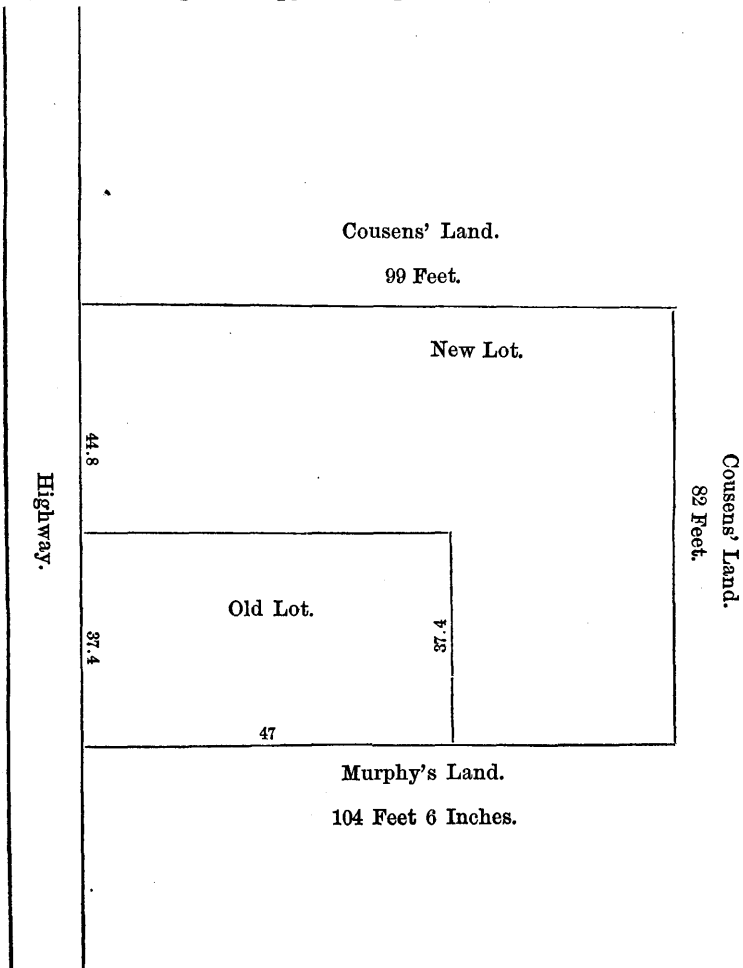 Cousens' Land.
99 Feet.
New Lot.
44.8
Highway.
Cousens' Land.
82 Feet.
Old Lot.
37.4
37.4
47
Murphy's Land.
104 Feet 6 Inches.